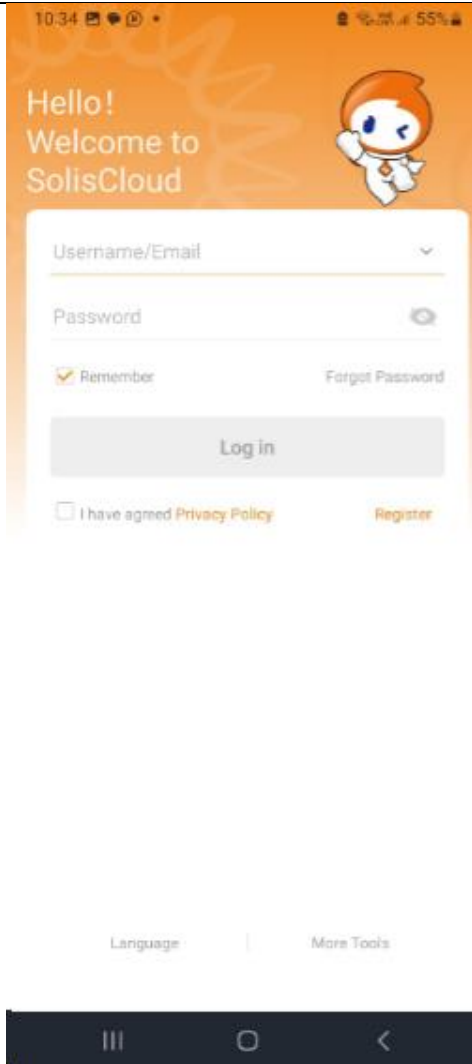 10:34
55%
Hello!
Welcome to
SolisCloud
Username/Email
Password
Remember
Forgot Password
Log in
I have agreed Privacy Policy
Register
Language
More Tools